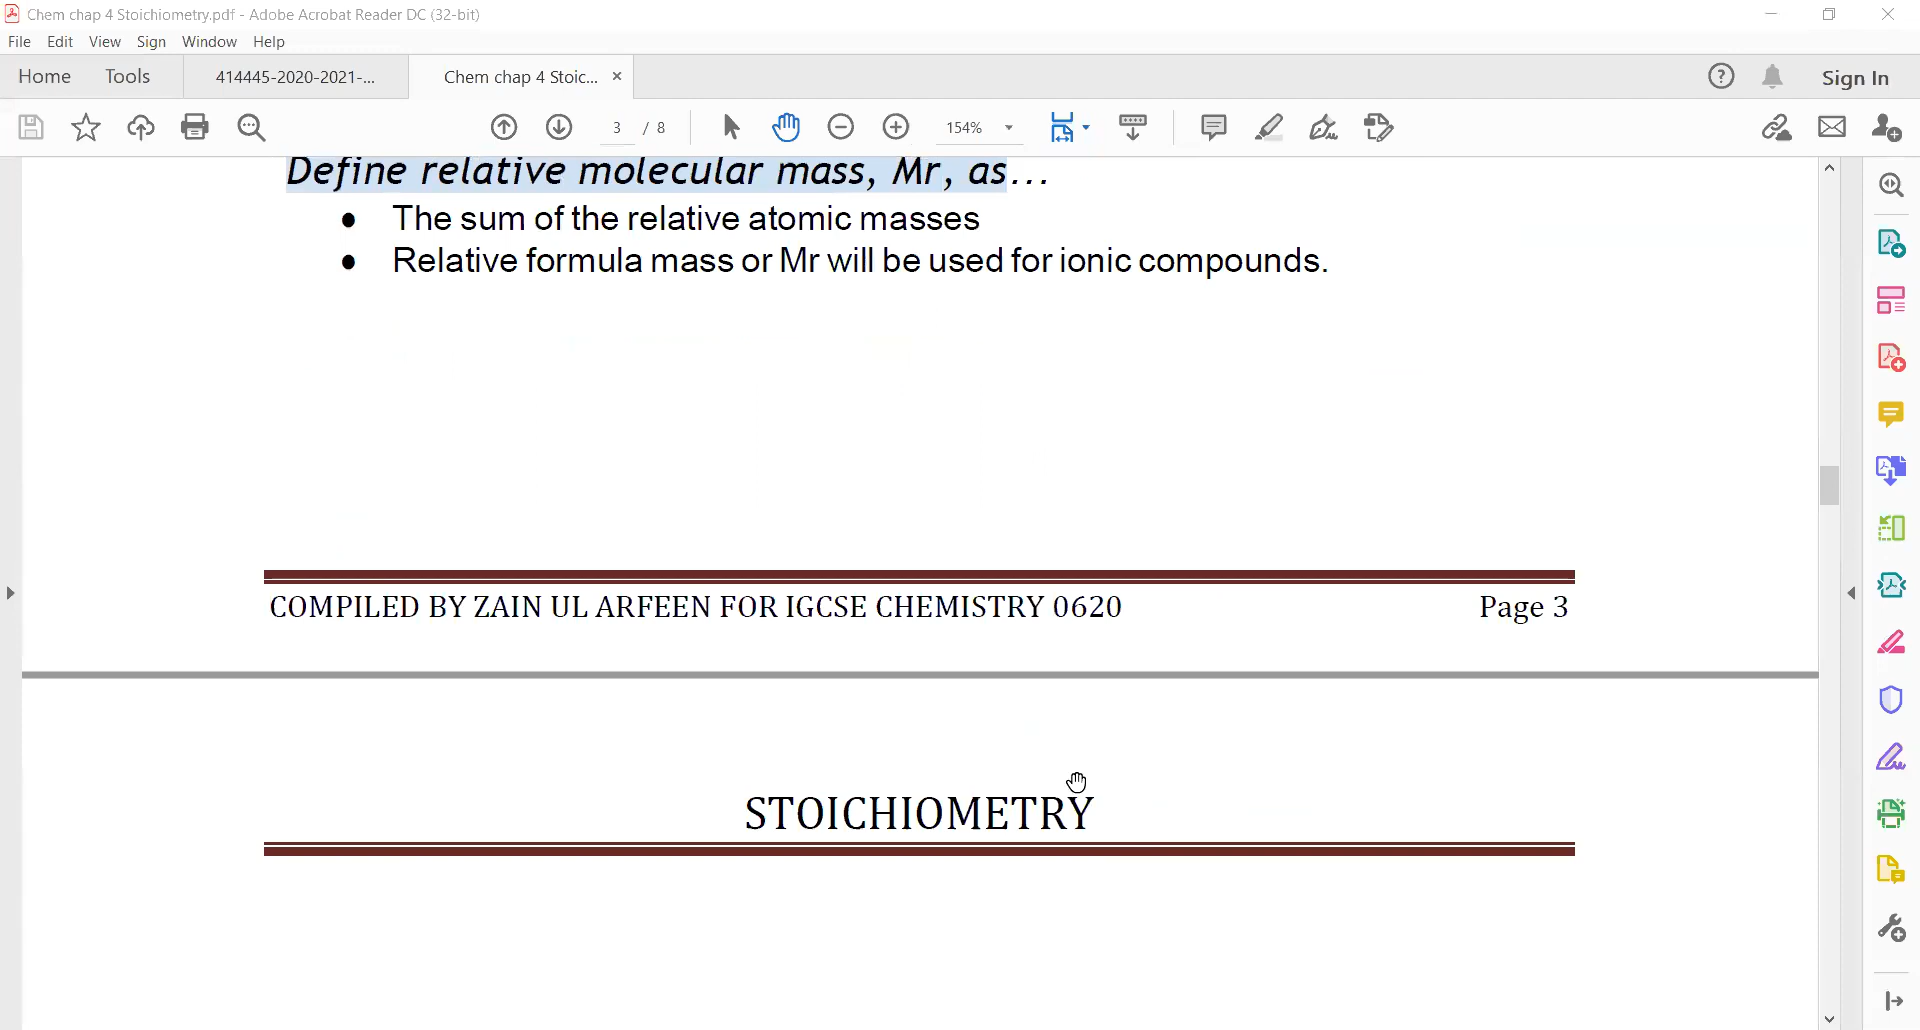 Chem chap 4 Stoichiometry.pdf - Adobe Acrobat Reader DC (32-bit)
File Edit View Sign Window Help
Home Tools 414445-2020-2021-... Chem chap 4 Stoic... × Sign In
3 / 8 154%
Define relative molecular mass, Mr, as...
● The sum of the relative atomic masses
● Relative formula mass or Mr will be used for ionic compounds.
COMPILED BY ZAIN UL ARFEEN FOR IGCSE CHEMISTRY 0620 Page 3
STOICHIOMETRY